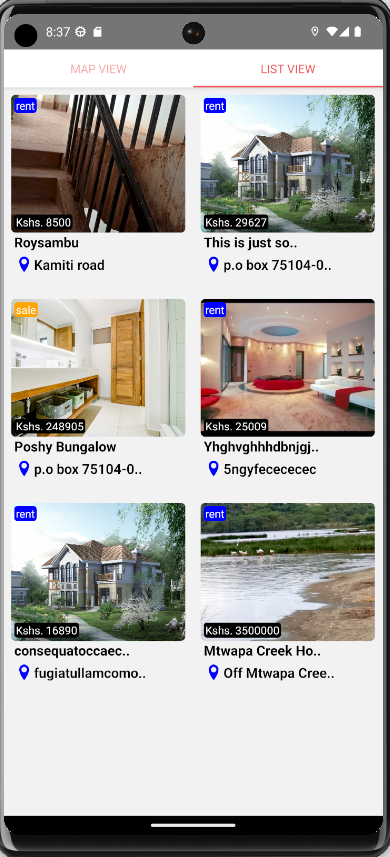 8:37
MAP VIEW LIST VIEW
rent rent
Kshs. 8500 Kshs. 29627
Roysambu This is just so..
Kamiti road p.o box 75104-0..
sale rent
Kshs. 248905 Kshs. 25009
Poshy Bungalow Yhghvghhhdbnjgj..
p.o box 75104-0.. 5ngyfecececec
rent rent
Kshs. 16890 Kshs. 3500000
consequatoccaec.. Mtwapa Creek Ho..
fugiatullamcomo.. Off Mtwapa Cree..